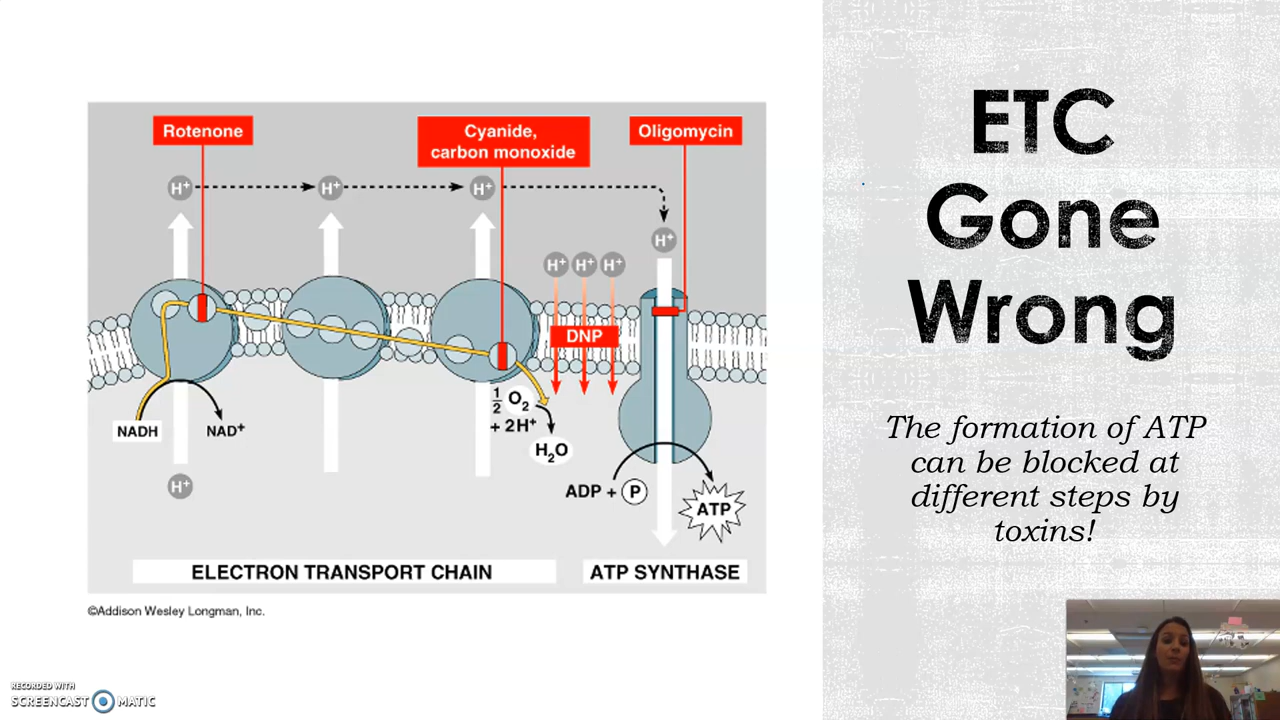 Rotenone
Cyanide,
carbon monoxide
Oligomycin
H⁺ H⁺ H⁺
H⁺
H⁺ H⁺ H⁺
DNP
NADH NAD⁺
½ O₂
+ 2H⁺
H₂O
H⁺
ADP + P
ATP
ELECTRON TRANSPORT CHAIN ATP SYNTHASE
©Addison Wesley Longman, Inc.
ETC
Gone
Wrong
The formation of ATP
can be blocked at
different steps by
toxins!
RECORDED WITH
SCREENCAST MATIC